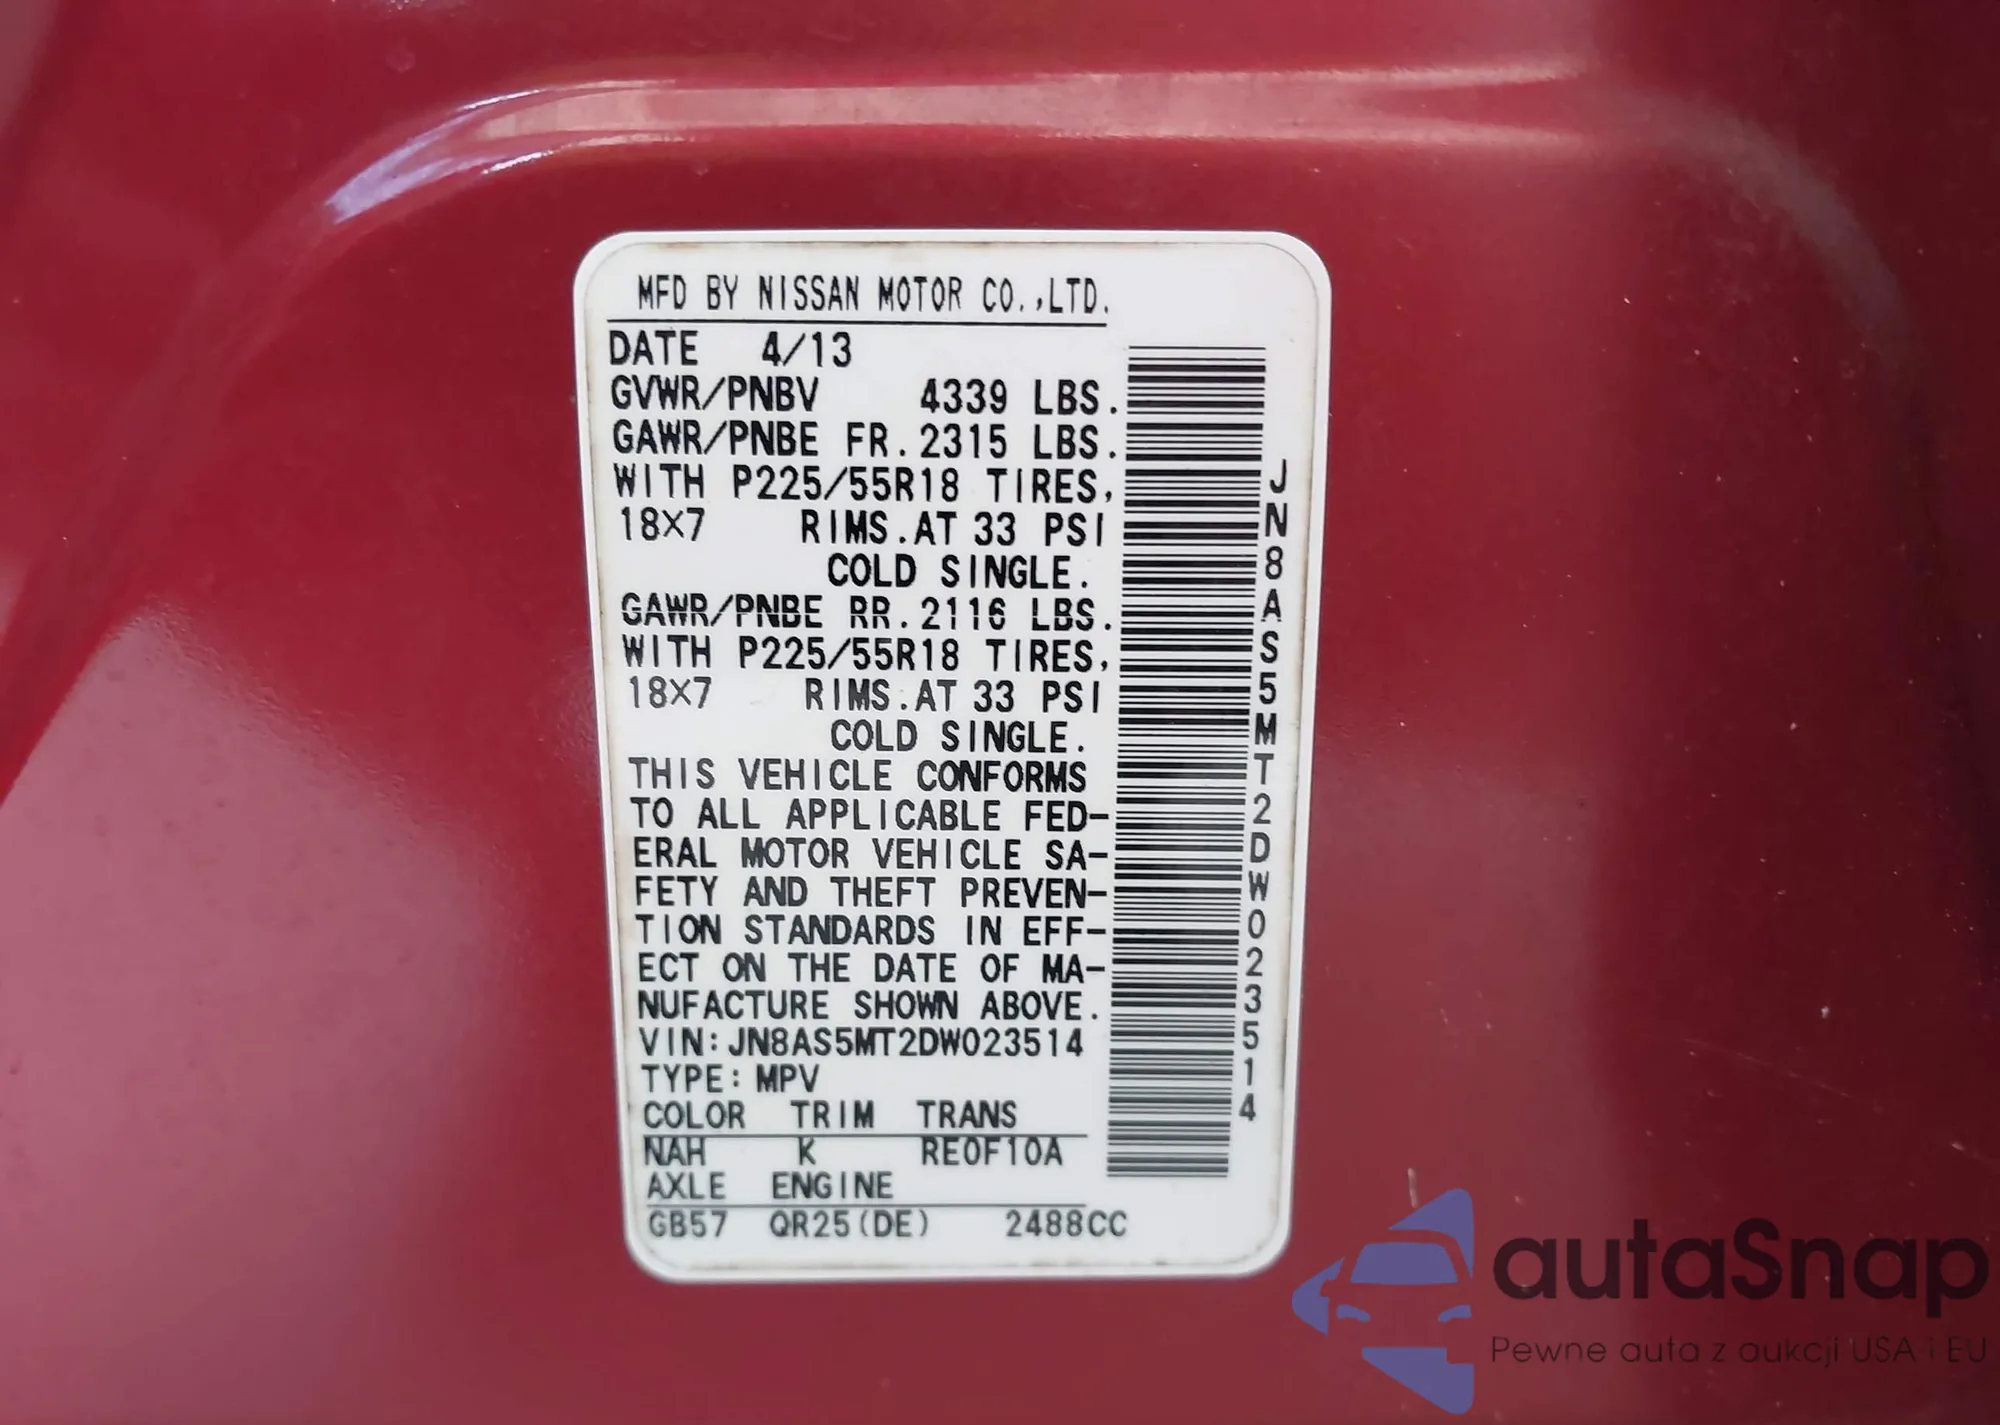 MFD BY NISSAN MOTOR CO.,LTD.
DATE 4/13
GVWR/PNBV 4339 LBS.
GAWR/PNBE FR. 2315 LBS.
WITH P225/55R18 TIRES,
18X7 RIMS. AT 33 PSI
COLD SINGLE.
GAWR/PNBE RR. 2116 LBS.
WITH P225/55R18 TIRES,
18X7 RIMS. AT 33 PSI
COLD SINGLE.
THIS VEHICLE CONFORMS
TO ALL APPLICABLE FED-
ERAL MOTOR VEHICLE SA-
FETY AND THEFT PREVEN-
TION STANDARDS IN EFF-
ECT ON THE DATE OF MA-
NUFACTURE SHOWN ABOVE.
VIN: JN8AS5MT2DW023514
TYPE: MPV
COLOR TRIM TRANS
NAH K RE0F10A
AXLE ENGINE
GB57 QR25(DE) 2488CC
JN8AS5MT2DW023514
autaSnap
Pewne auta z aukcji USA i EU